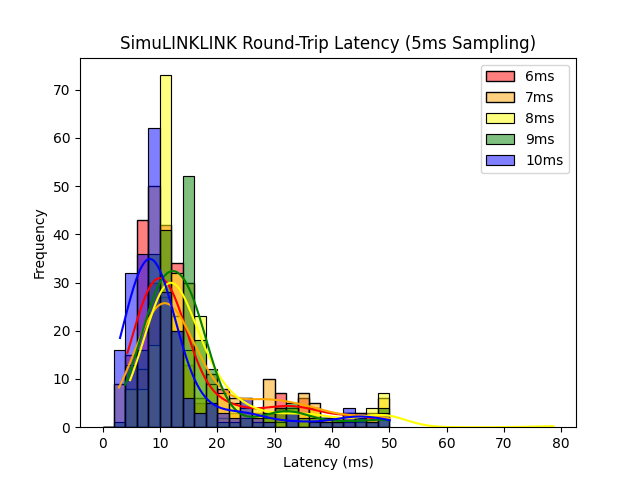 SimuLINKLINK Round-Trip Latency (5ms Sampling)
6ms
7ms
8ms
9ms
10ms
Frequency
70
60
50
40
30
20
10
0
0 10 20 30 40 50 60 70 80
Latency (ms)